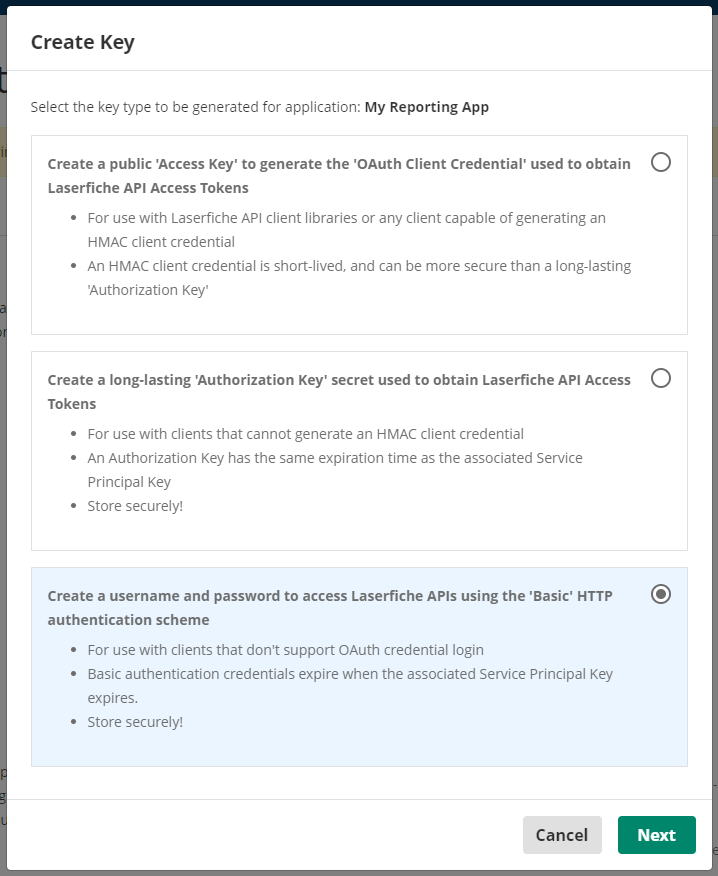 Create Key
Select the key type to be generated for application: My Reporting App
Create a public 'Access Key' to generate the 'OAuth Client Credential' used to obtain
Laserfiche API Access Tokens
• For use with Laserfiche API client libraries or any client capable of generating an
HMAC client credential
• An HMAC client credential is short-lived, and can be more secure than a long-lasting
'Authorization Key'
Create a long-lasting 'Authorization Key' secret used to obtain Laserfiche API Access
Tokens
• For use with clients that cannot generate an HMAC client credential
• An Authorization Key has the same expiration time as the associated Service
Principal Key
• Store securely!
Create a username and password to access Laserfiche APIs using the 'Basic' HTTP
authentication scheme
• For use with clients that don't support OAuth credential login
• Basic authentication credentials expire when the associated Service Principal Key
expires.
• Store securely!
Cancel
Next